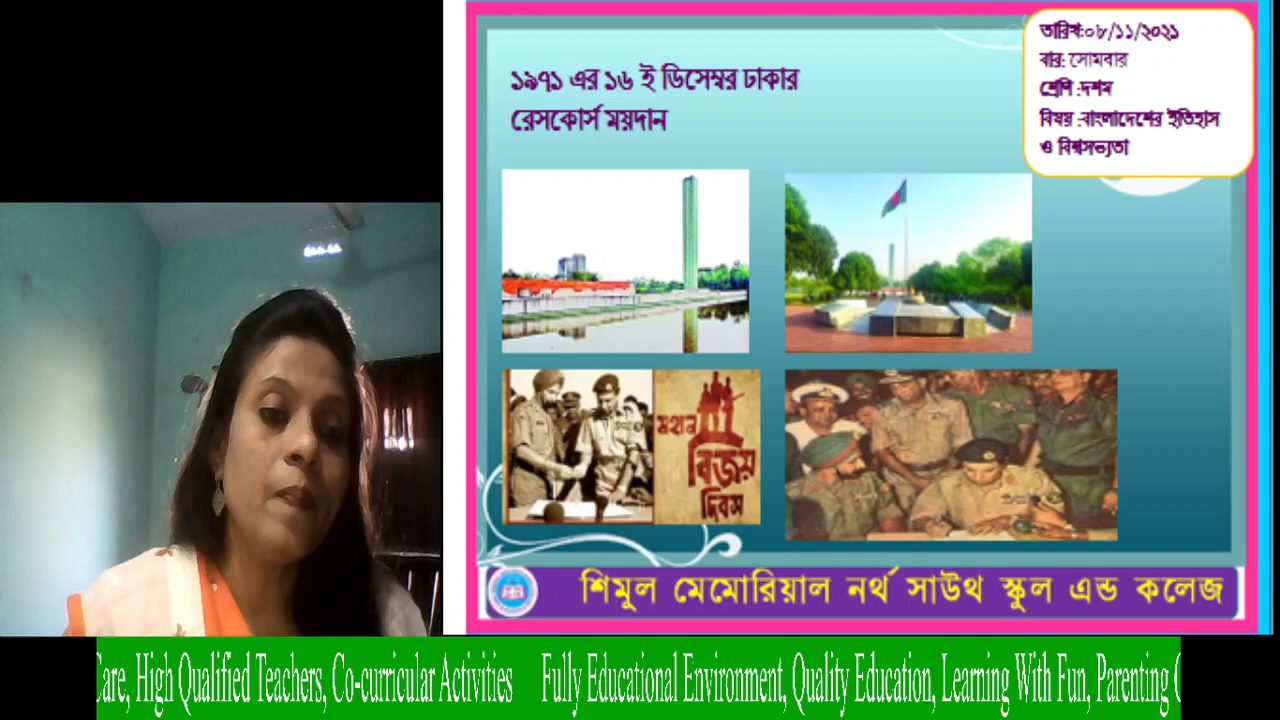 ১৯৭১ এর ১৬ ই ডিসেম্বর ঢাকার
রেসকোর্স ময়দান
তারিখ:০৮/১১/২০২১
বার: সোমবার
শ্রেণি :দশম
বিষয় :বাংলাদেশের ইতিহাস
ও বিশ্বসভ্যতা
মহান
বিজয়
দিবস
শিমুল মেমোরিয়াল নর্থ সাউথ স্কুল এন্ড কলেজ
Care, High Qualified Teachers, Co-curricular Activities Fully Educational Environment, Quality Education, Learning With Fun, Parenting